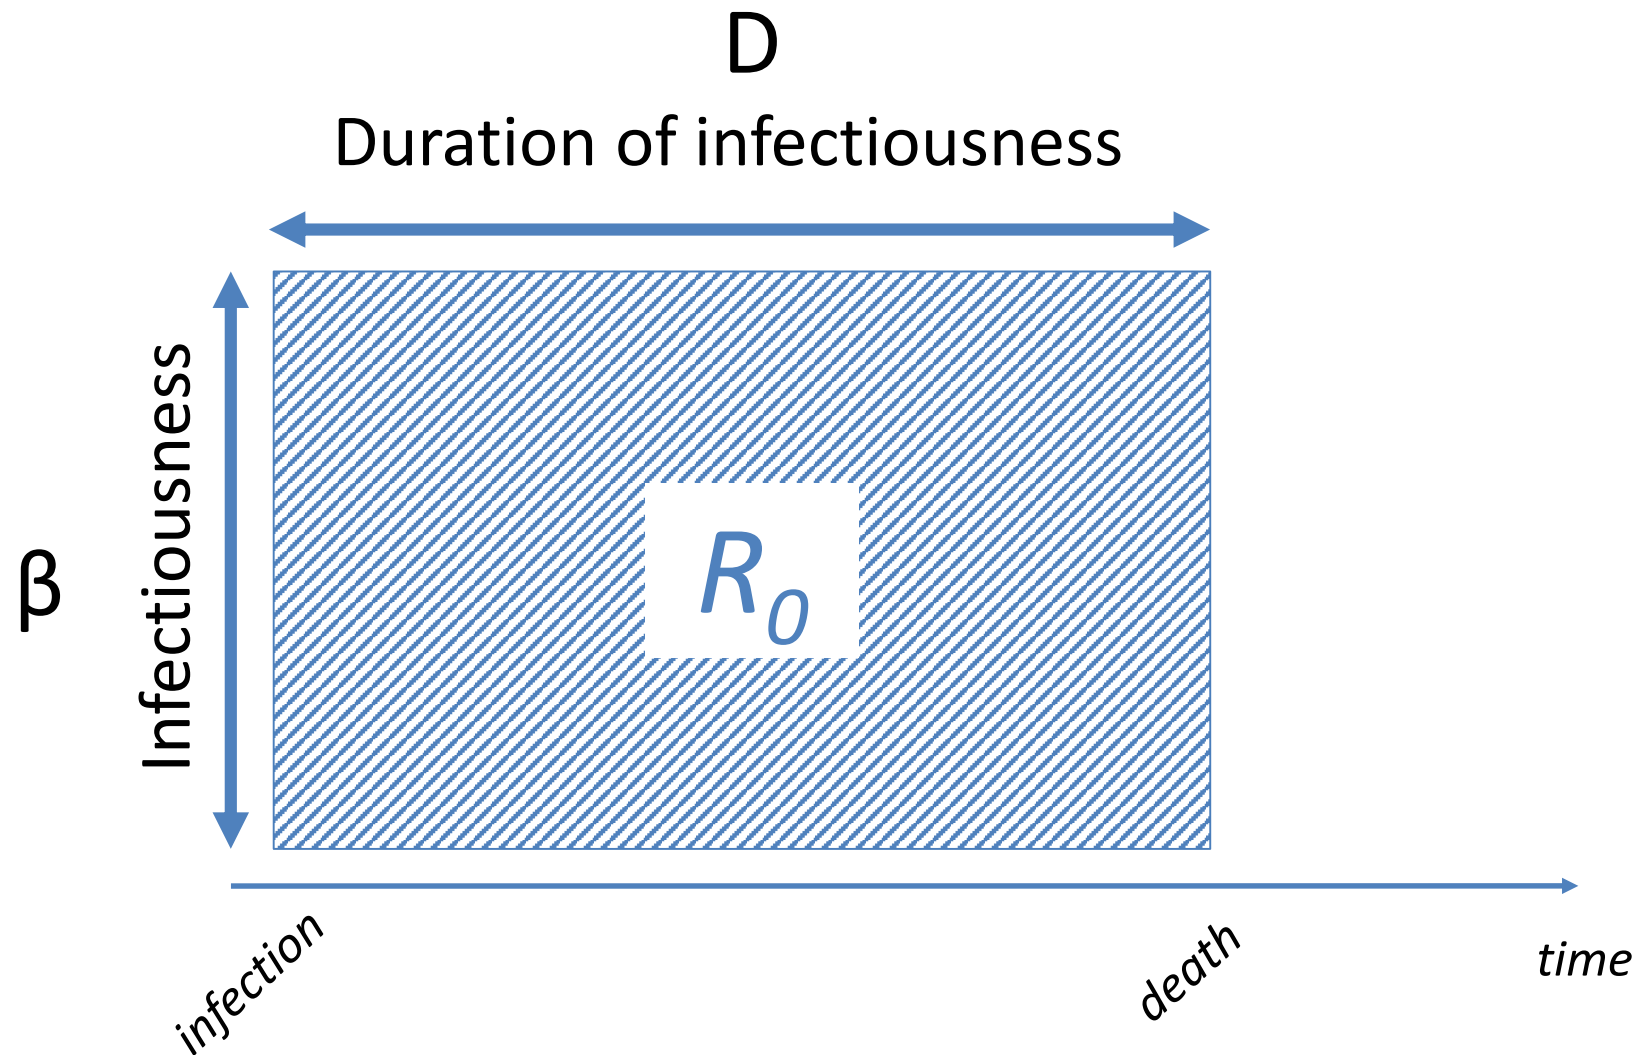 D
Duration of infectiousness
Infectiousness
β
R0
infection
death
time